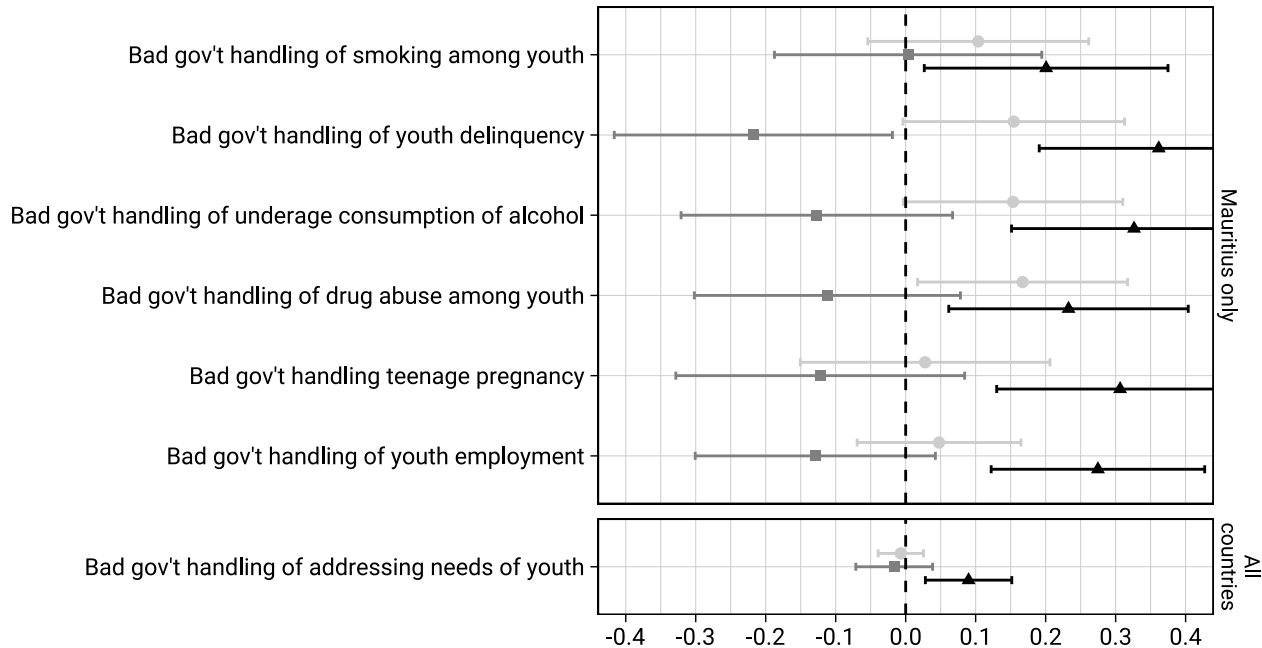 Bad gov't handling of smoking among youth
Bad gov't handling of youth delinquency
Bad gov't handling of underage consumption of alcohol
Bad gov't handling of drug abuse among youth
Bad gov't handling teenage pregnancy
Bad gov't handling of youth employment
Mauritius only
Bad gov't handling of addressing needs of youth
All
countries
-0.4 -0.3 -0.2 -0.1 0.0 0.1 0.2 0.3 0.4